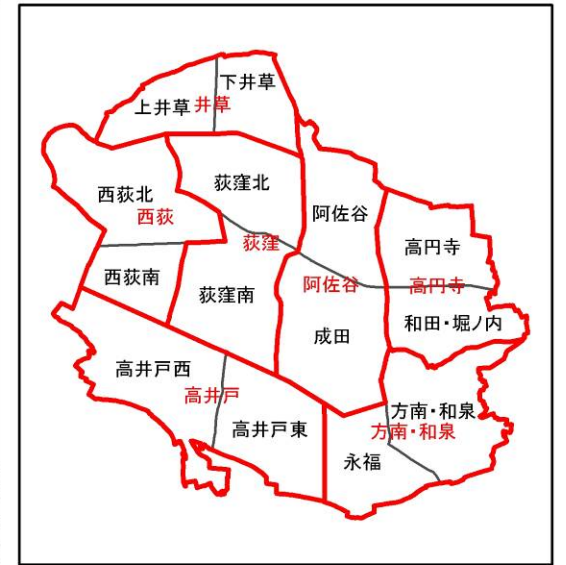 下井草
上井草
井草
荻窪北
西荻北
西荻
阿佐谷
高円寺
荻窪
西荻南
荻窪南
阿佐谷
高円寺
和田・堀ノ内
成田
高井戸西
高井戸
高井戸東
方南・和泉
方南・和泉
永福